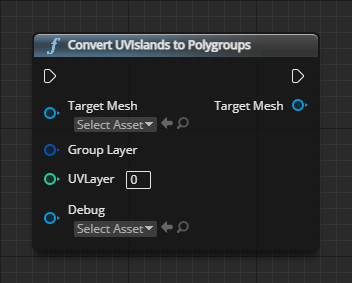 f Convert UVIslands to Polygroups
Target Mesh Target Mesh
Select Asset
Group Layer
UVLayer 0
Debug
Select Asset